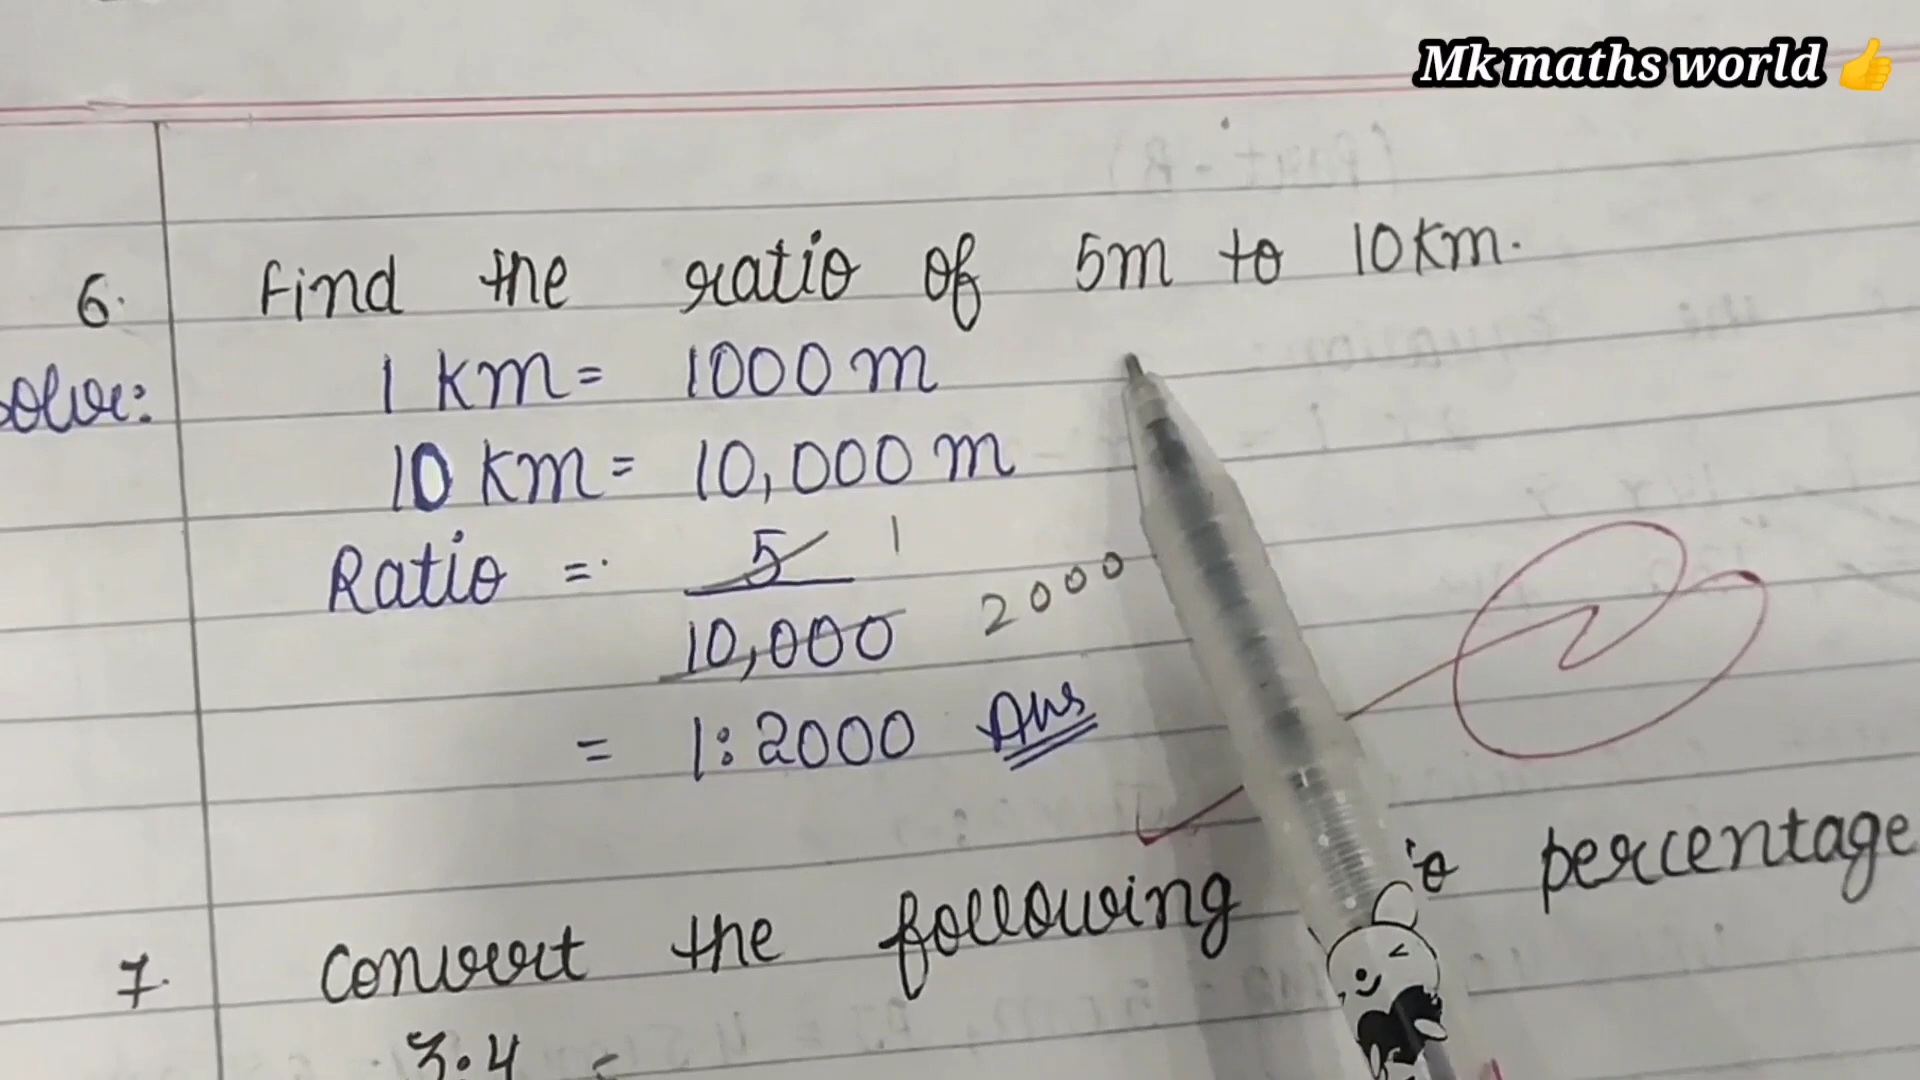 Mk maths world 👍
6. Find the ratio of 5m to 10km.
1 km = 1000 m
10 km = 10,000 m
Ratio = 5 1
10,000 2000
= 1:2000 Ans
7. Convert the following percentage
3:4 =